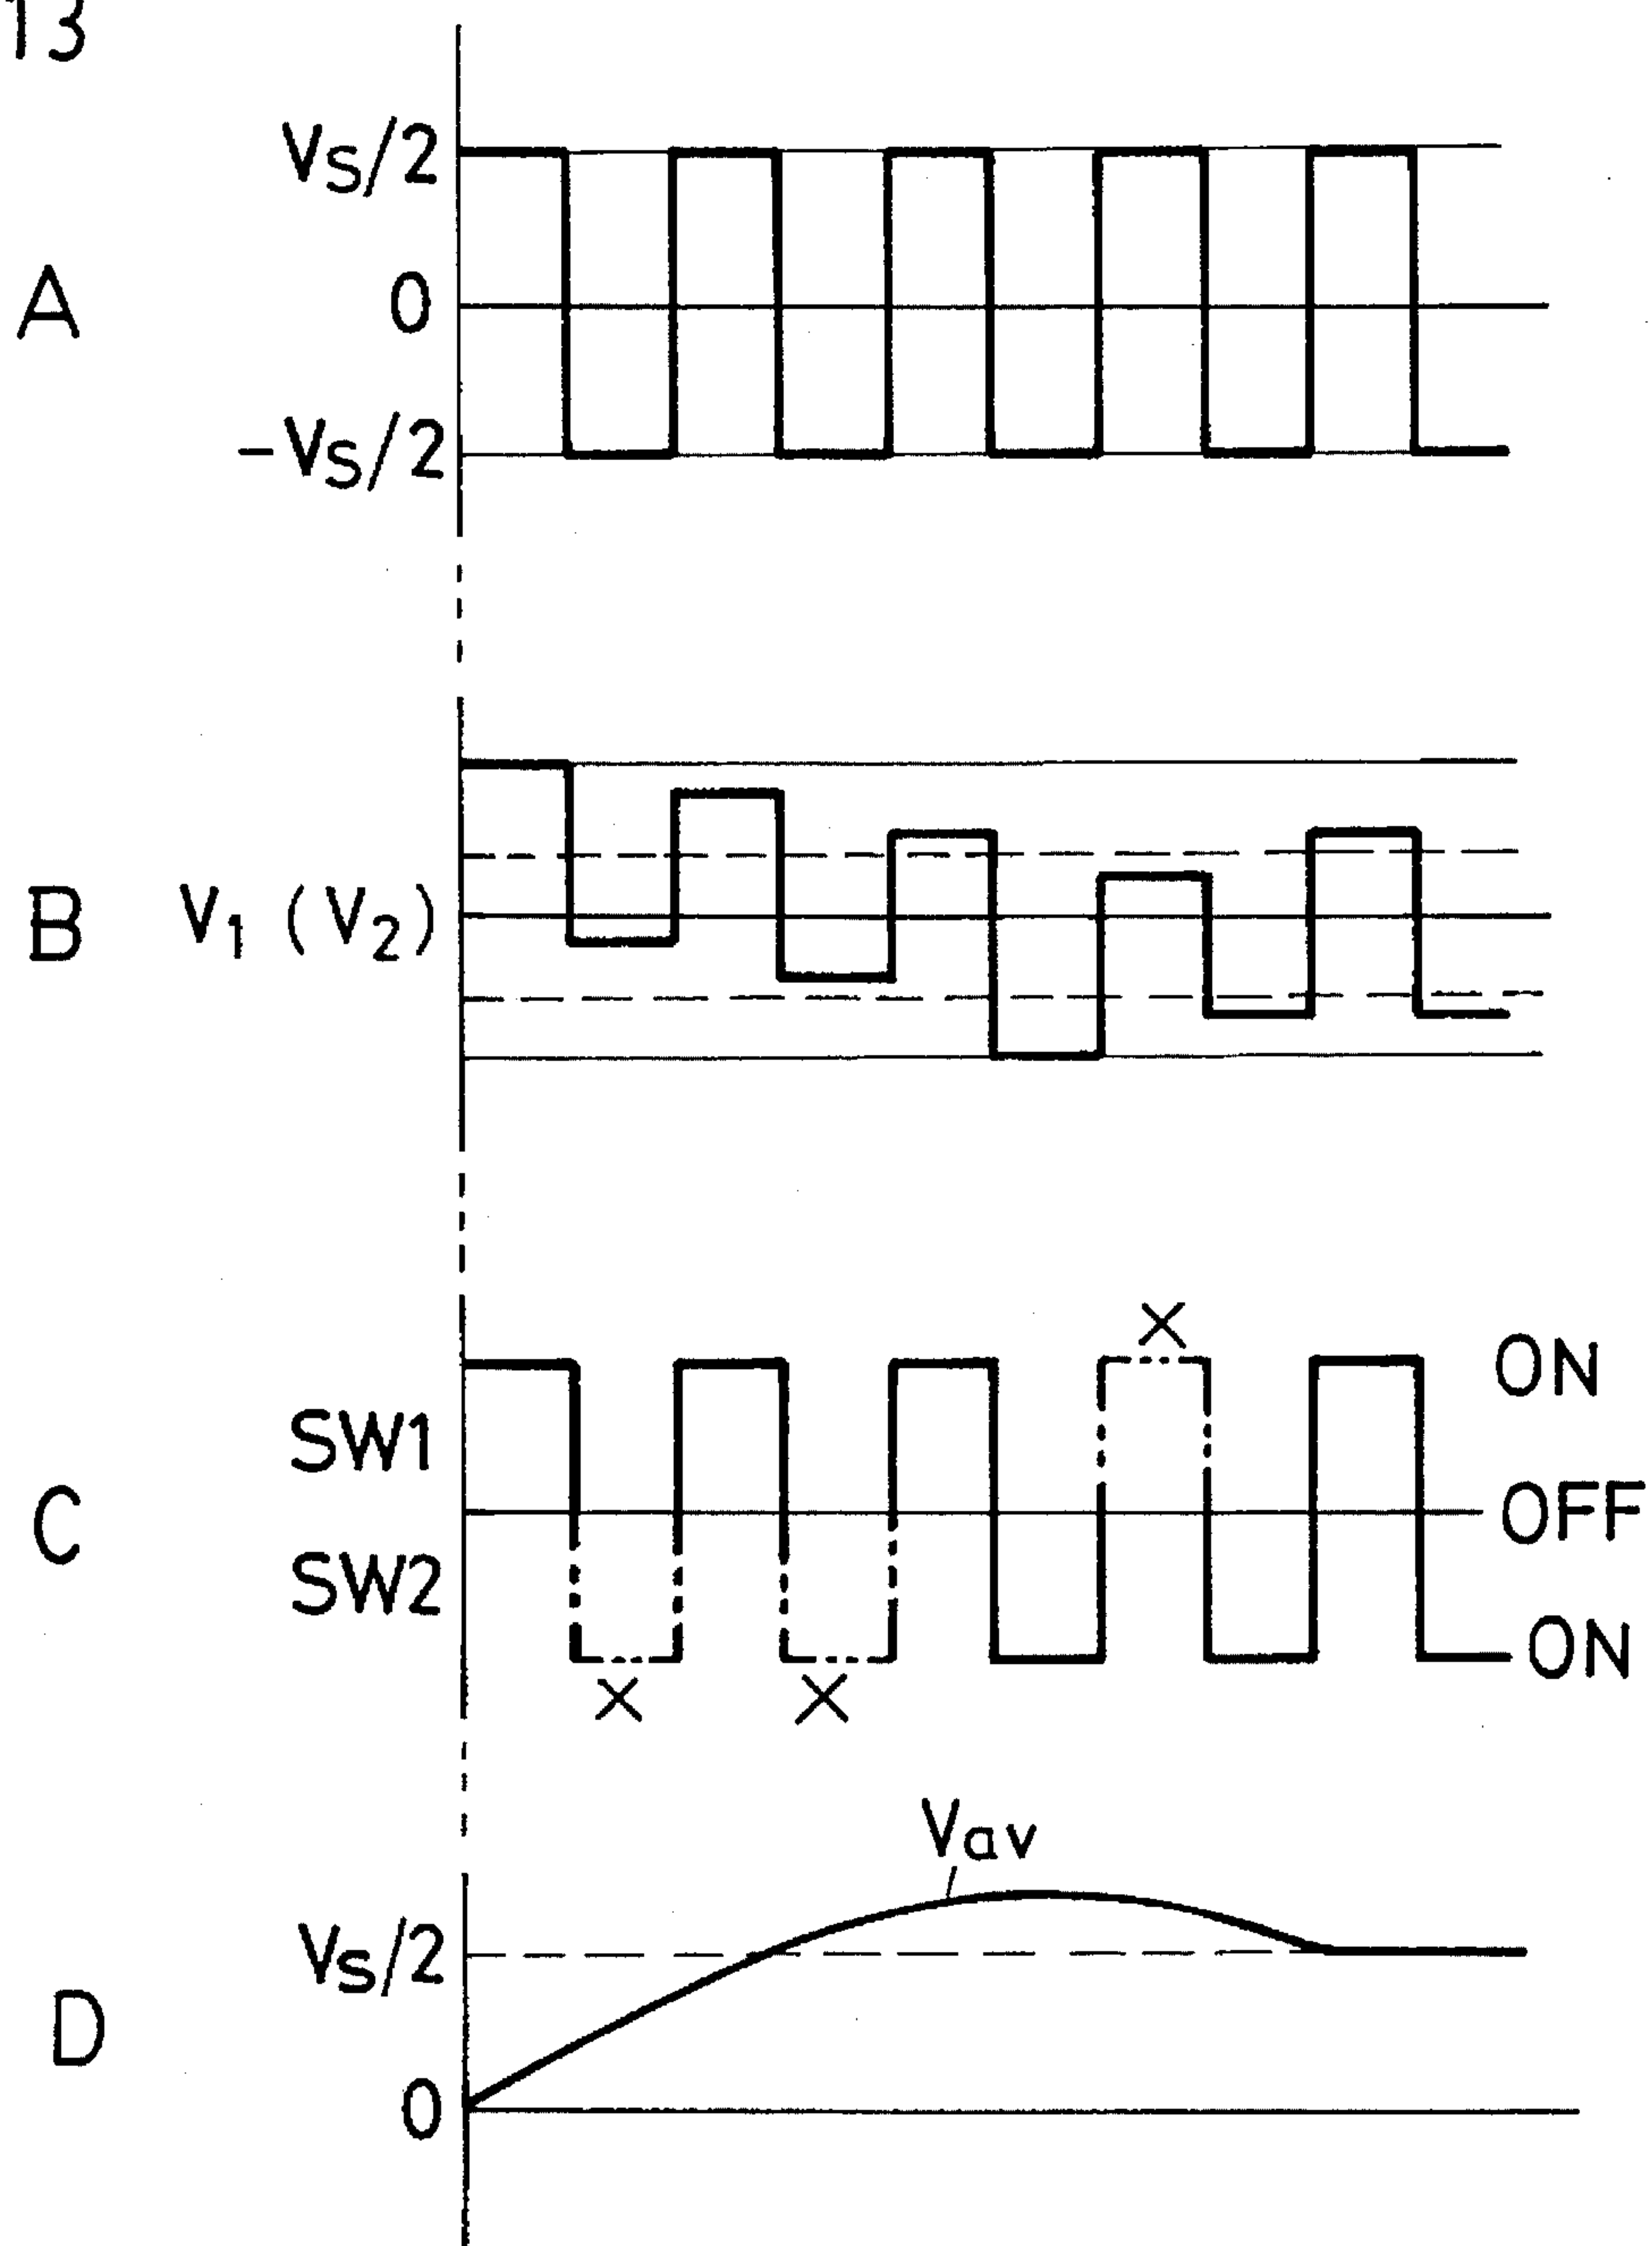 13
VS/2
A
0
-VS/2
B
V1 (V2)
X
ON
SW1
C
OFF
SW2
ON
X X
Vav
VS/2
D
0